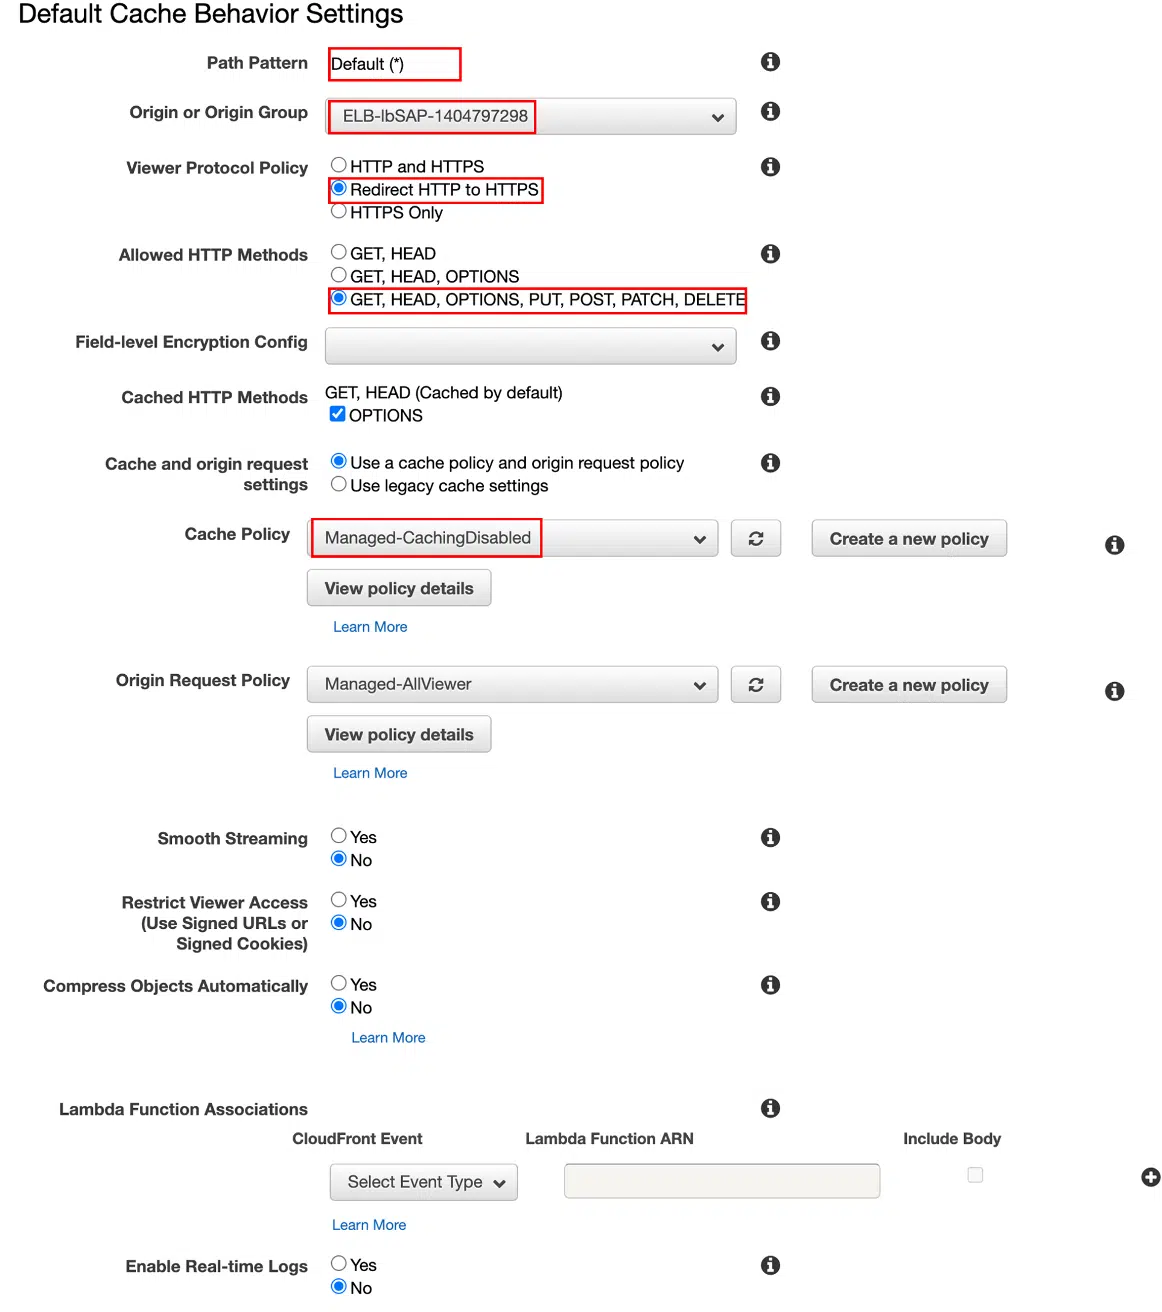 Default Cache Behavior Settings
Path Pattern Default (*)
Origin or Origin Group ELB-lbSAP-1404797298
Viewer Protocol Policy HTTP and HTTPS
Redirect HTTP to HTTPS
HTTPS Only
Allowed HTTP Methods GET, HEAD
GET, HEAD, OPTIONS
GET, HEAD, OPTIONS, PUT, POST, PATCH, DELETE
Field-level Encryption Config
Cached HTTP Methods GET, HEAD (Cached by default)
OPTIONS
Cache and origin request settings Use a cache policy and origin request policy
Use legacy cache settings
Cache Policy Managed-CachingDisabled Create a new policy
View policy details
Learn More
Origin Request Policy Managed-AllViewer Create a new policy
View policy details
Learn More
Smooth Streaming Yes
No
Restrict Viewer Access (Use Signed URLs or Signed Cookies) Yes
No
Compress Objects Automatically Yes
No
Learn More
Lambda Function Associations
CloudFront Event Lambda Function ARN Include Body
Select Event Type
Learn More
Enable Real-time Logs Yes
No